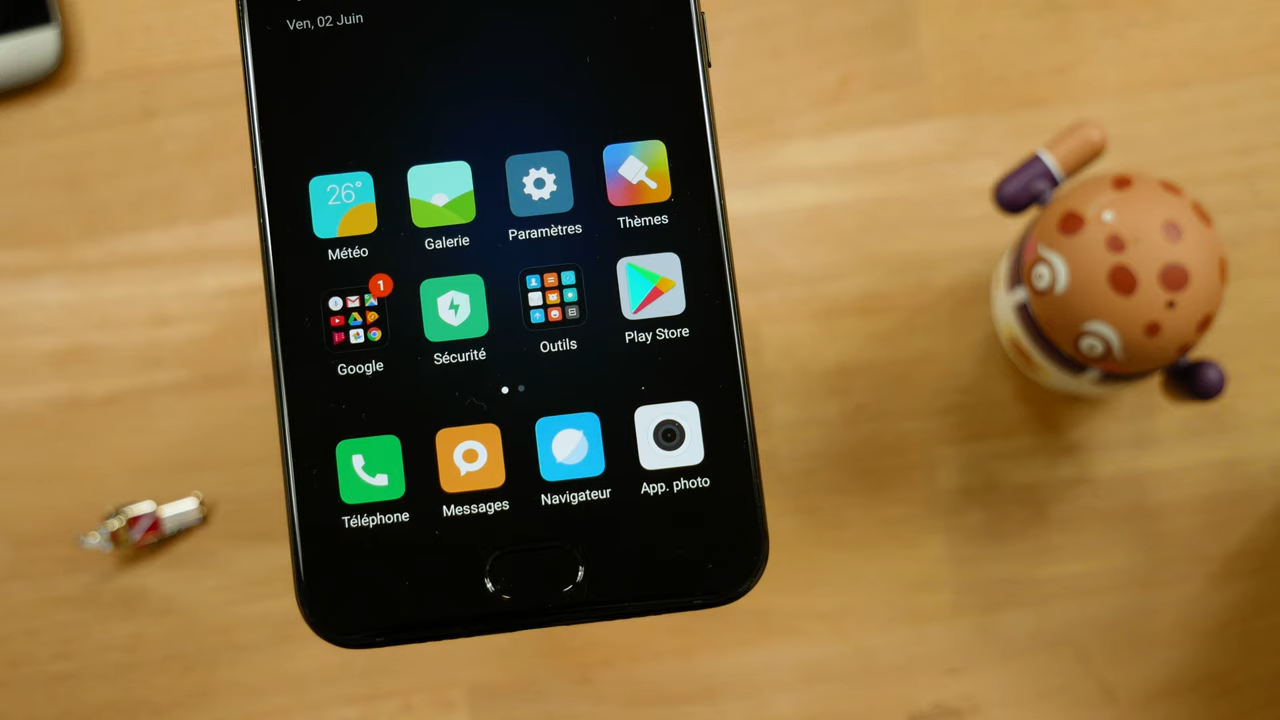 Ven, 02 Juin
26°
Météo
Galerie
Paramètres
Thèmes
1
Google
Sécurité
Outils
Play Store
Téléphone
Messages
Navigateur
App. photo